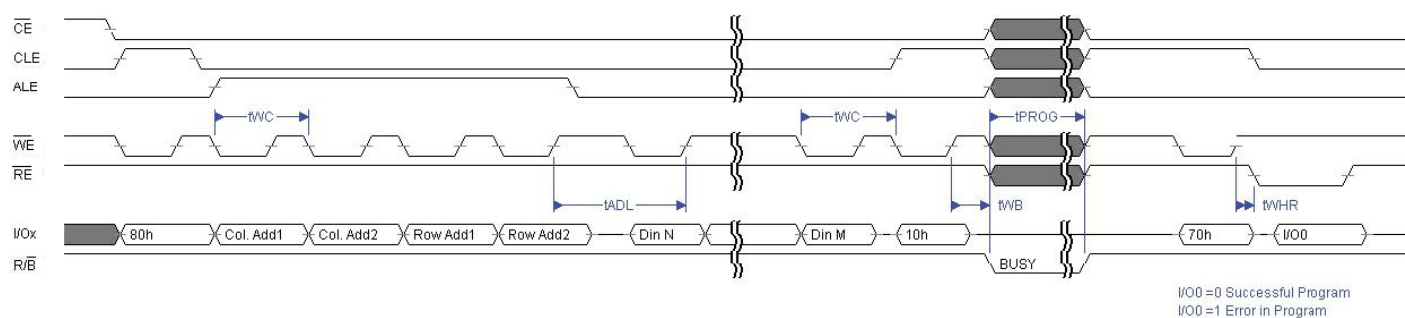 CE
CLE
ALE
tWC tWC tPROG
WE
RE
tADL tWB tWHR
I/Ox 80h Col. Add1 Col. Add2 Row Add1 Row Add2 Din N Din M 10h 70h I/O0
R/B BUSY
I/O0 =0 Successful Program
I/O0 =1 Error in Program